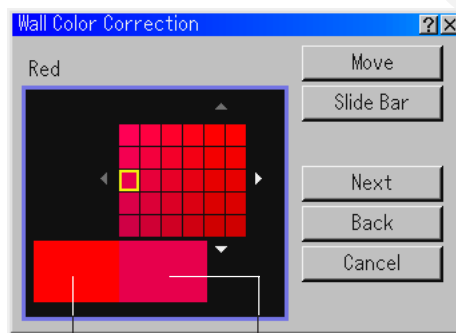 Wall Color Correction
Red
Move
Slide Bar
Next
Back
Cancel